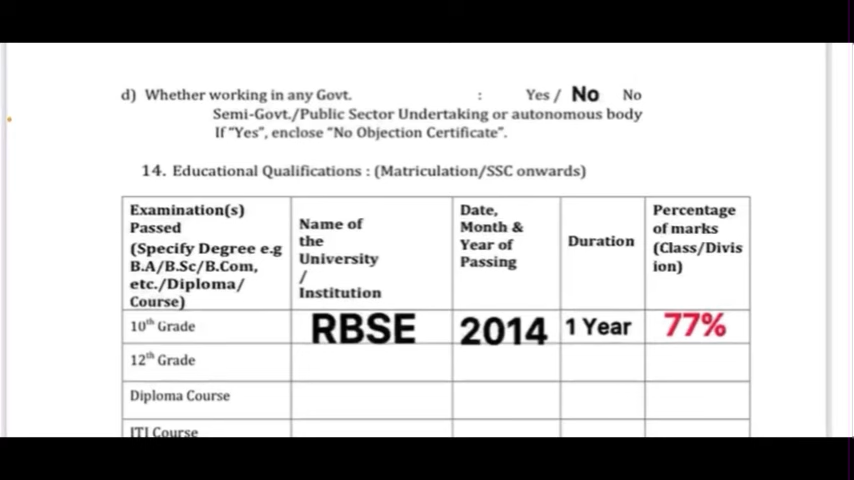 d) Whether working in any Govt. : Yes / No No
Semi-Govt./Public Sector Undertaking or autonomous body
If "Yes", enclose "No Objection Certificate".
14. Educational Qualifications : (Matriculation/SSC onwards)
Examination(s)
Passed
(Specify Degree e.g
B.A/B.Sc/B.Com,
etc./Diploma/
Course)
Name of
the
University
/
Institution
Date,
Month &
Year of
Passing
Duration
Percentage
of marks
(Class/Divis
ion)
10th Grade RBSE 2014 1 Year 77%
12th Grade
Diploma Course
ITI Course